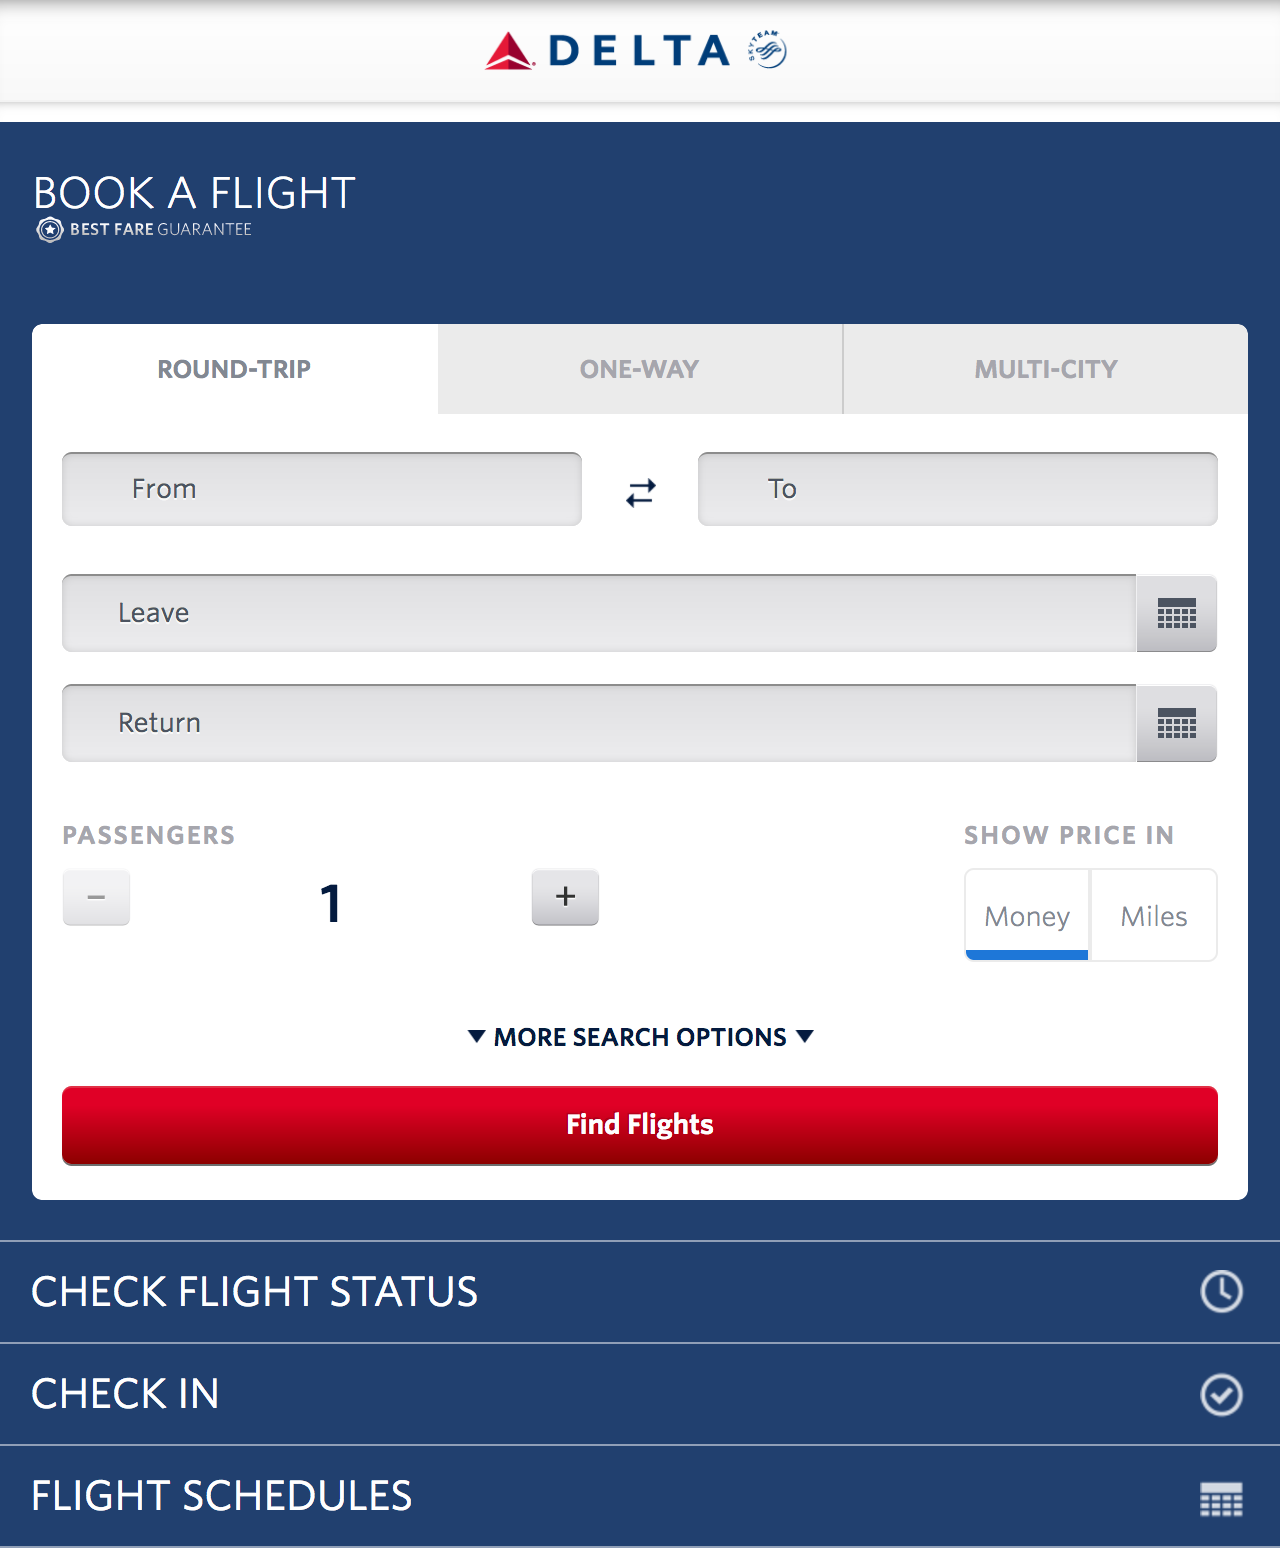 DELTA SKYTEAM
BOOK A FLIGHT
BEST FARE GUARANTEE
ROUND-TRIP ONE-WAY MULTI-CITY
From To
Leave
Return
PASSENGERS SHOW PRICE IN
− 1 + Money Miles
MORE SEARCH OPTIONS
Find Flights
CHECK FLIGHT STATUS
CHECK IN
FLIGHT SCHEDULES